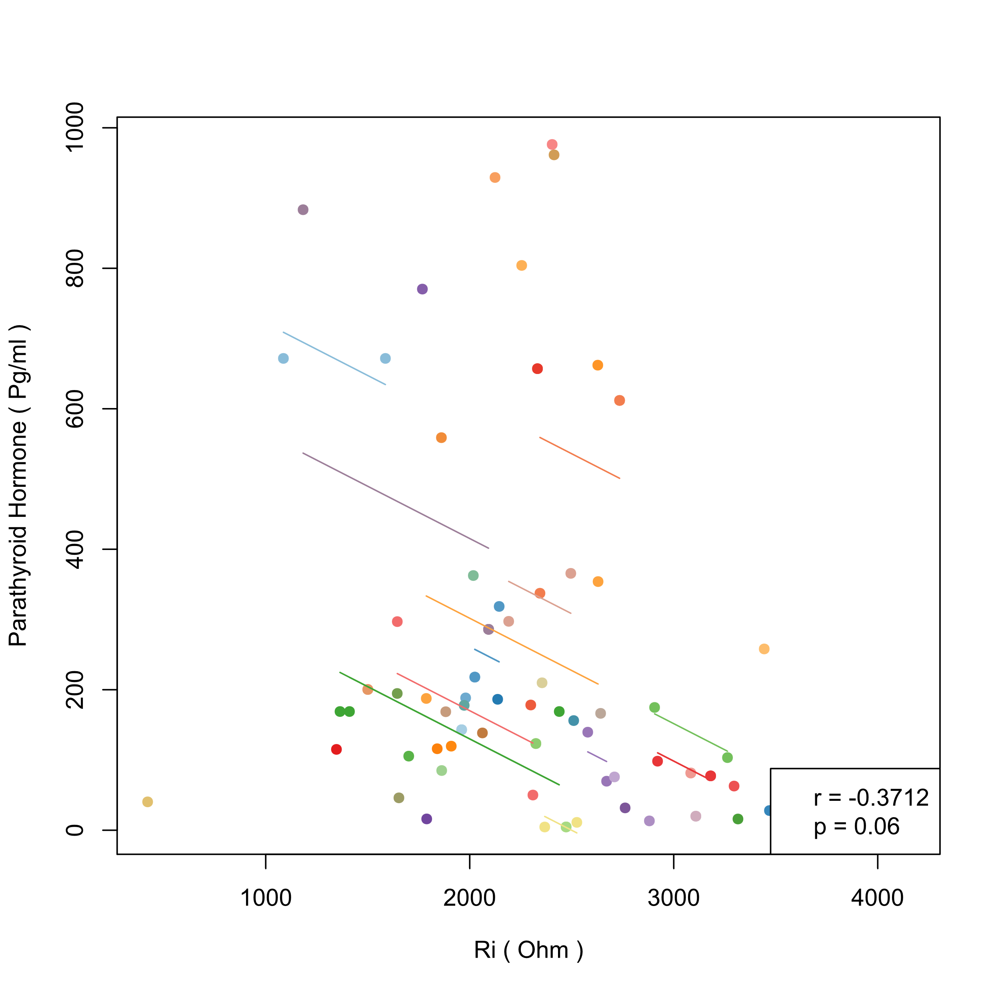 1000
800
600
400
200
0
Parathyroid Hormone ( Pg/ml )
r = -0.3712
p = 0.06
1000 2000 3000 4000
Ri ( Ohm )